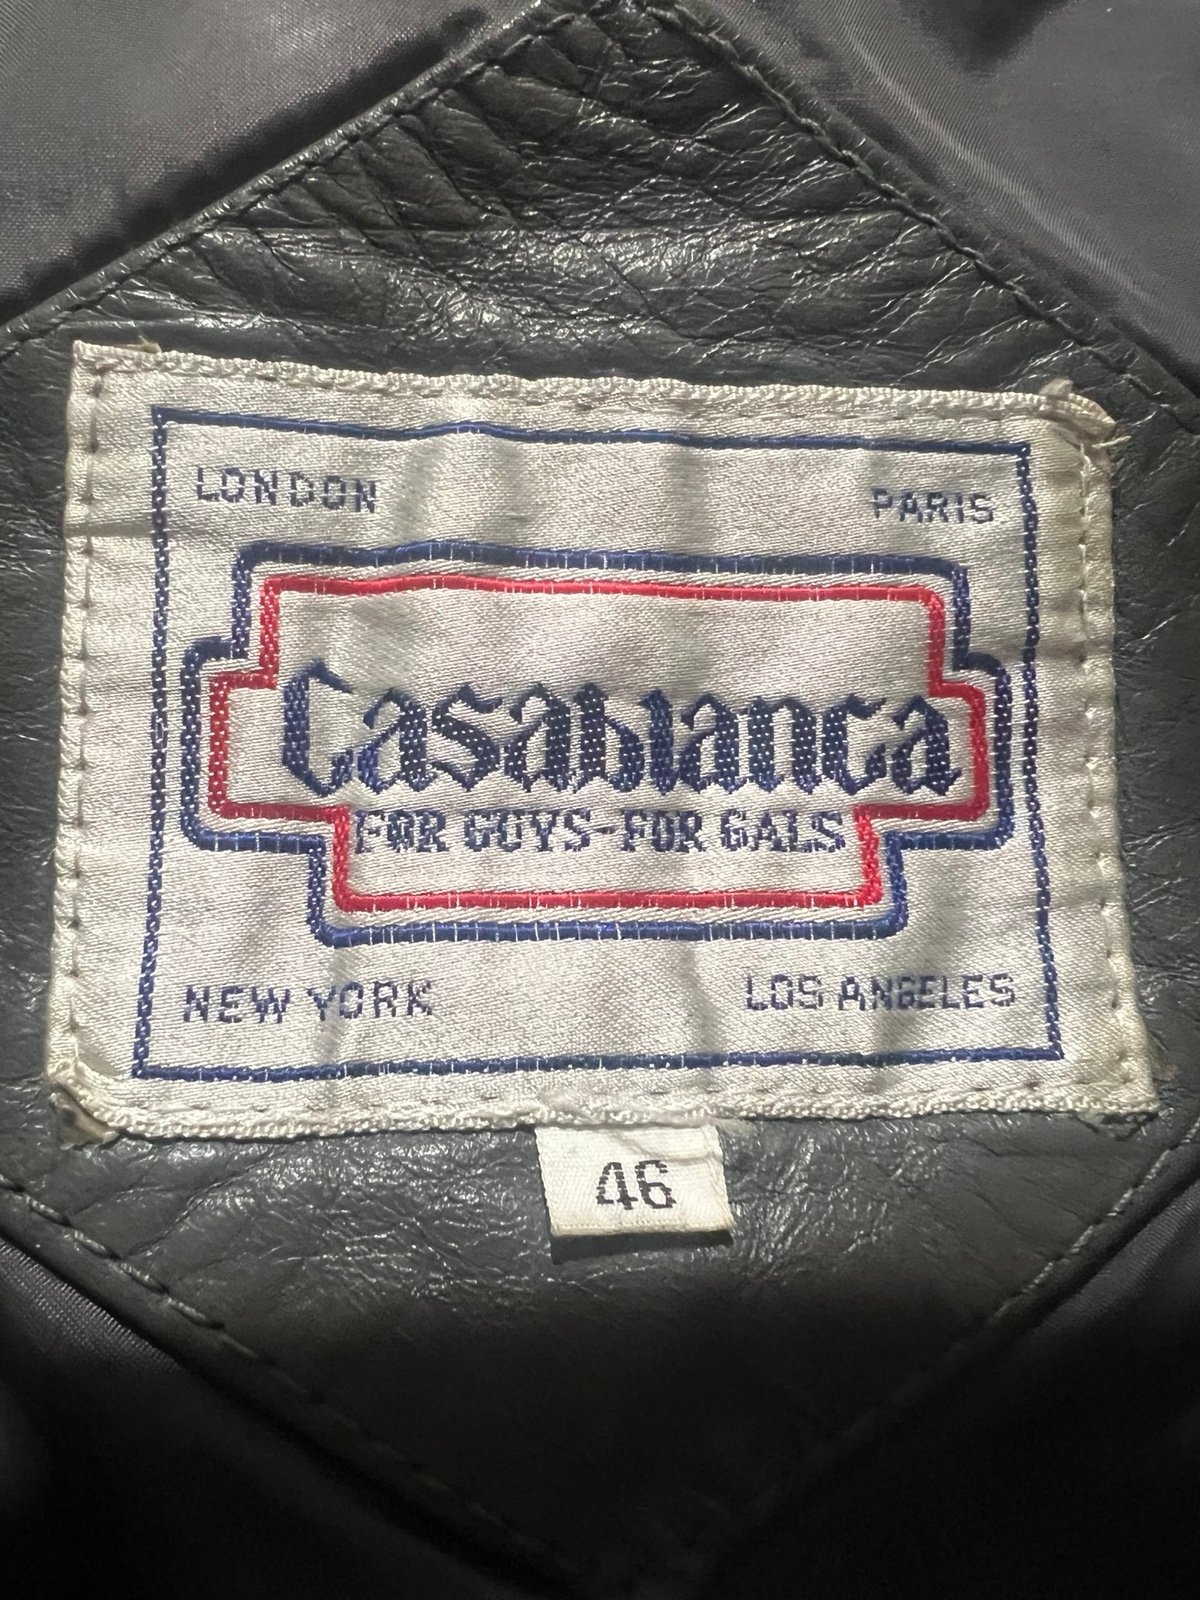 LONDON PARIS
Casablanca
FOR GUYS-FOR GALS
NEW YORK LOS ANGELES
46